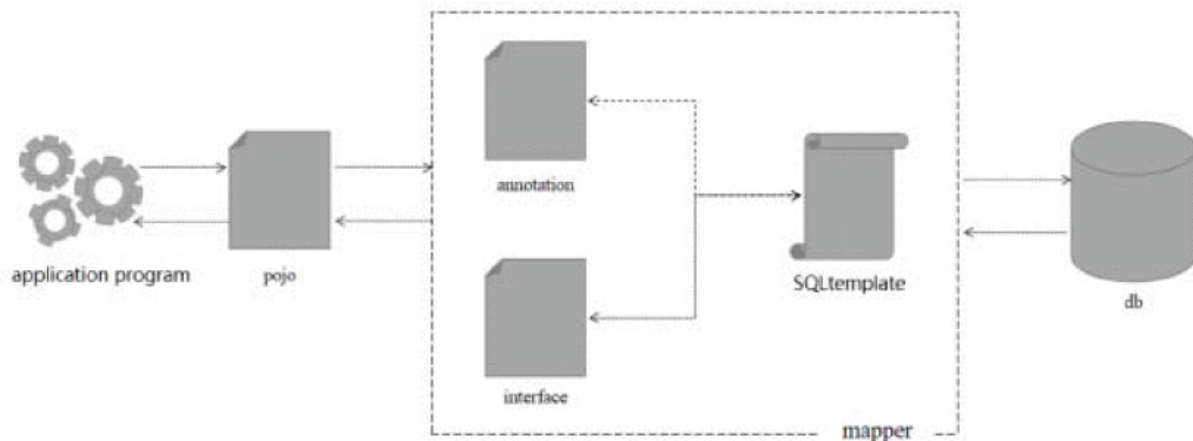 annotation
application program
pojo
SQLtemplate
db
interface
mapper